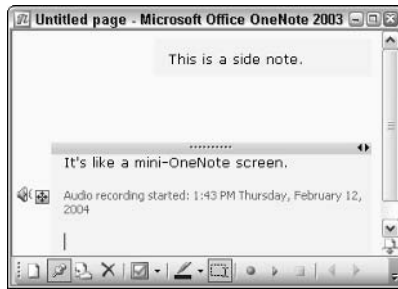 Untitled page - Microsoft Office OneNote 2003
This is a side note.
It's like a mini-OneNote screen.
Audio recording started: 1:43 PM Thursday, February 12,
2004